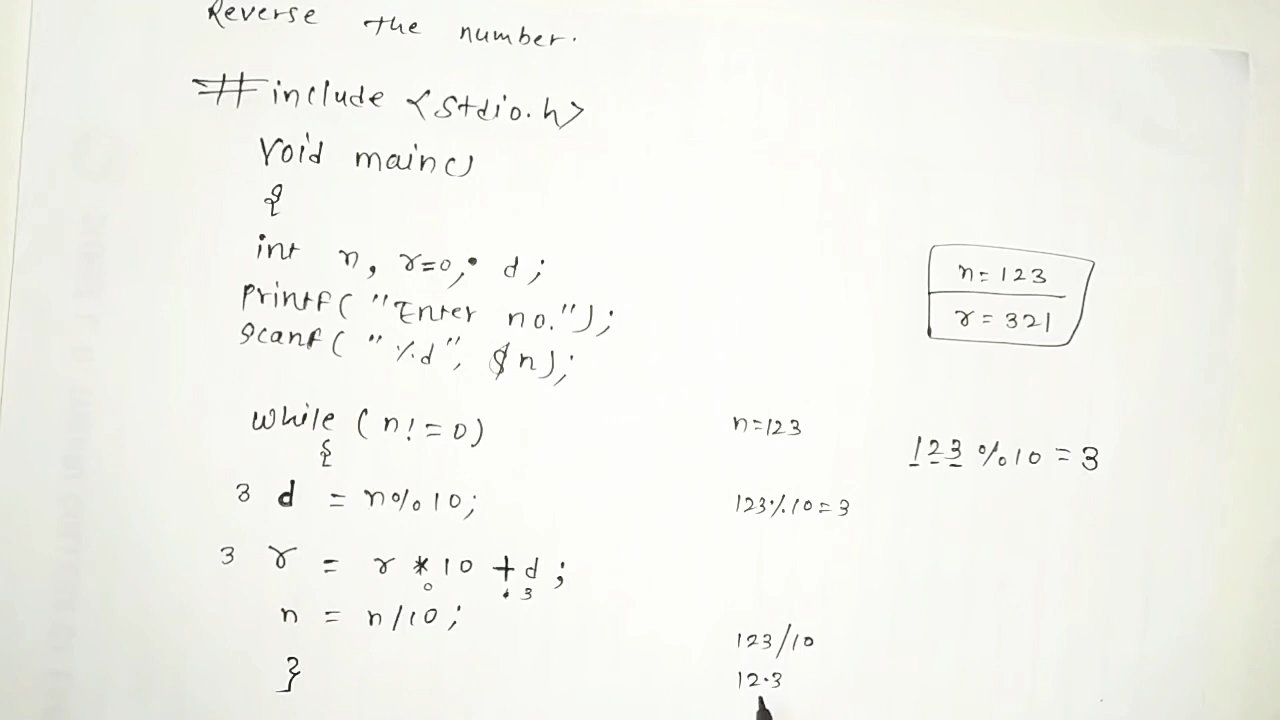 Reverse the number.
#include <stdio.h>
void main()
{
int n, r=0; d;
printf("Enter no.");
scanf("%d", &n);
n=123
r=321
while (n!=0)
{
n=123
123 %10=3
3 d = n%10;
123%10=3
3 r = r*10+d;
0 3
n = n/10;
123/10
}
12.3